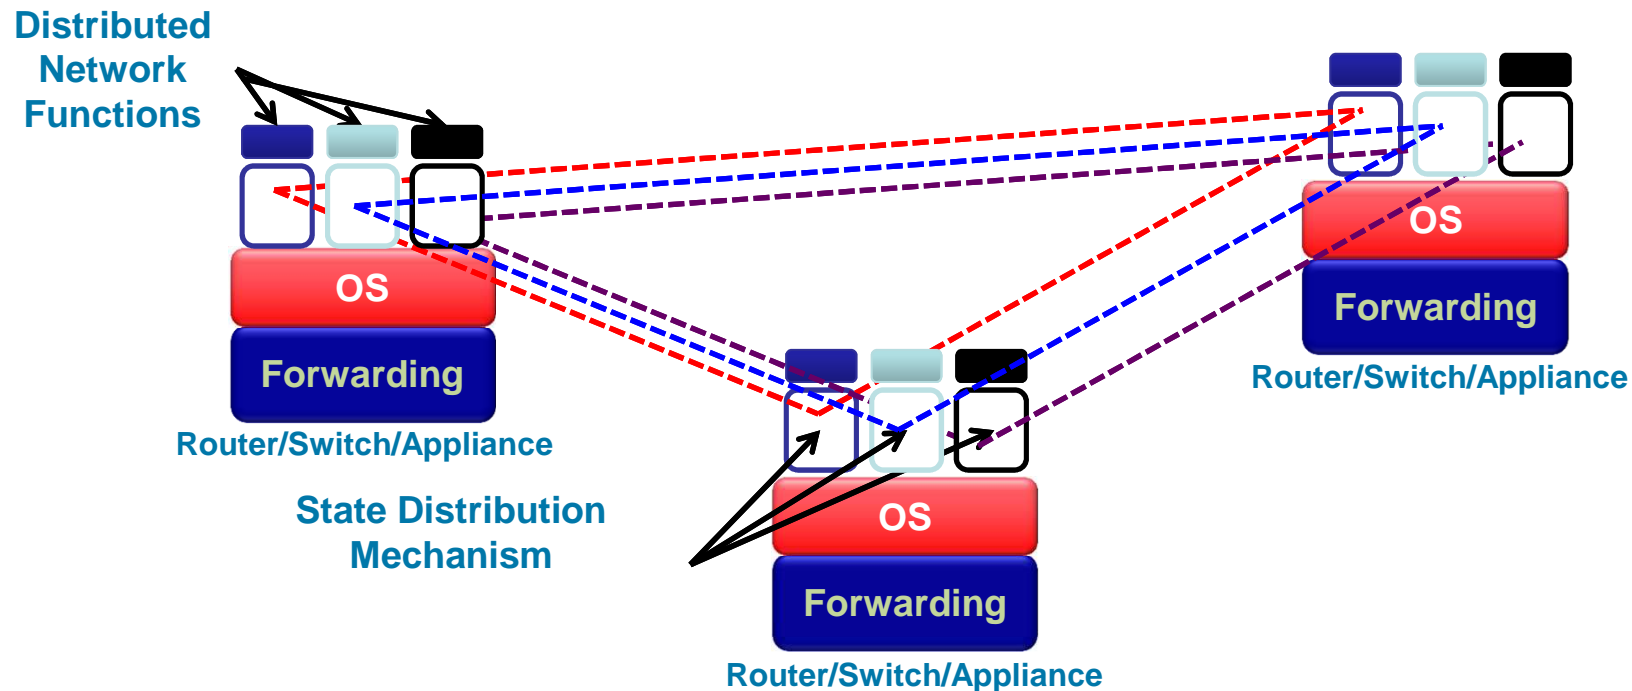 Distributed
Network
Functions
OS
Forwarding
Router/Switch/Appliance
OS
Forwarding
Router/Switch/Appliance
State Distribution
Mechanism
OS
Forwarding
Router/Switch/Appliance